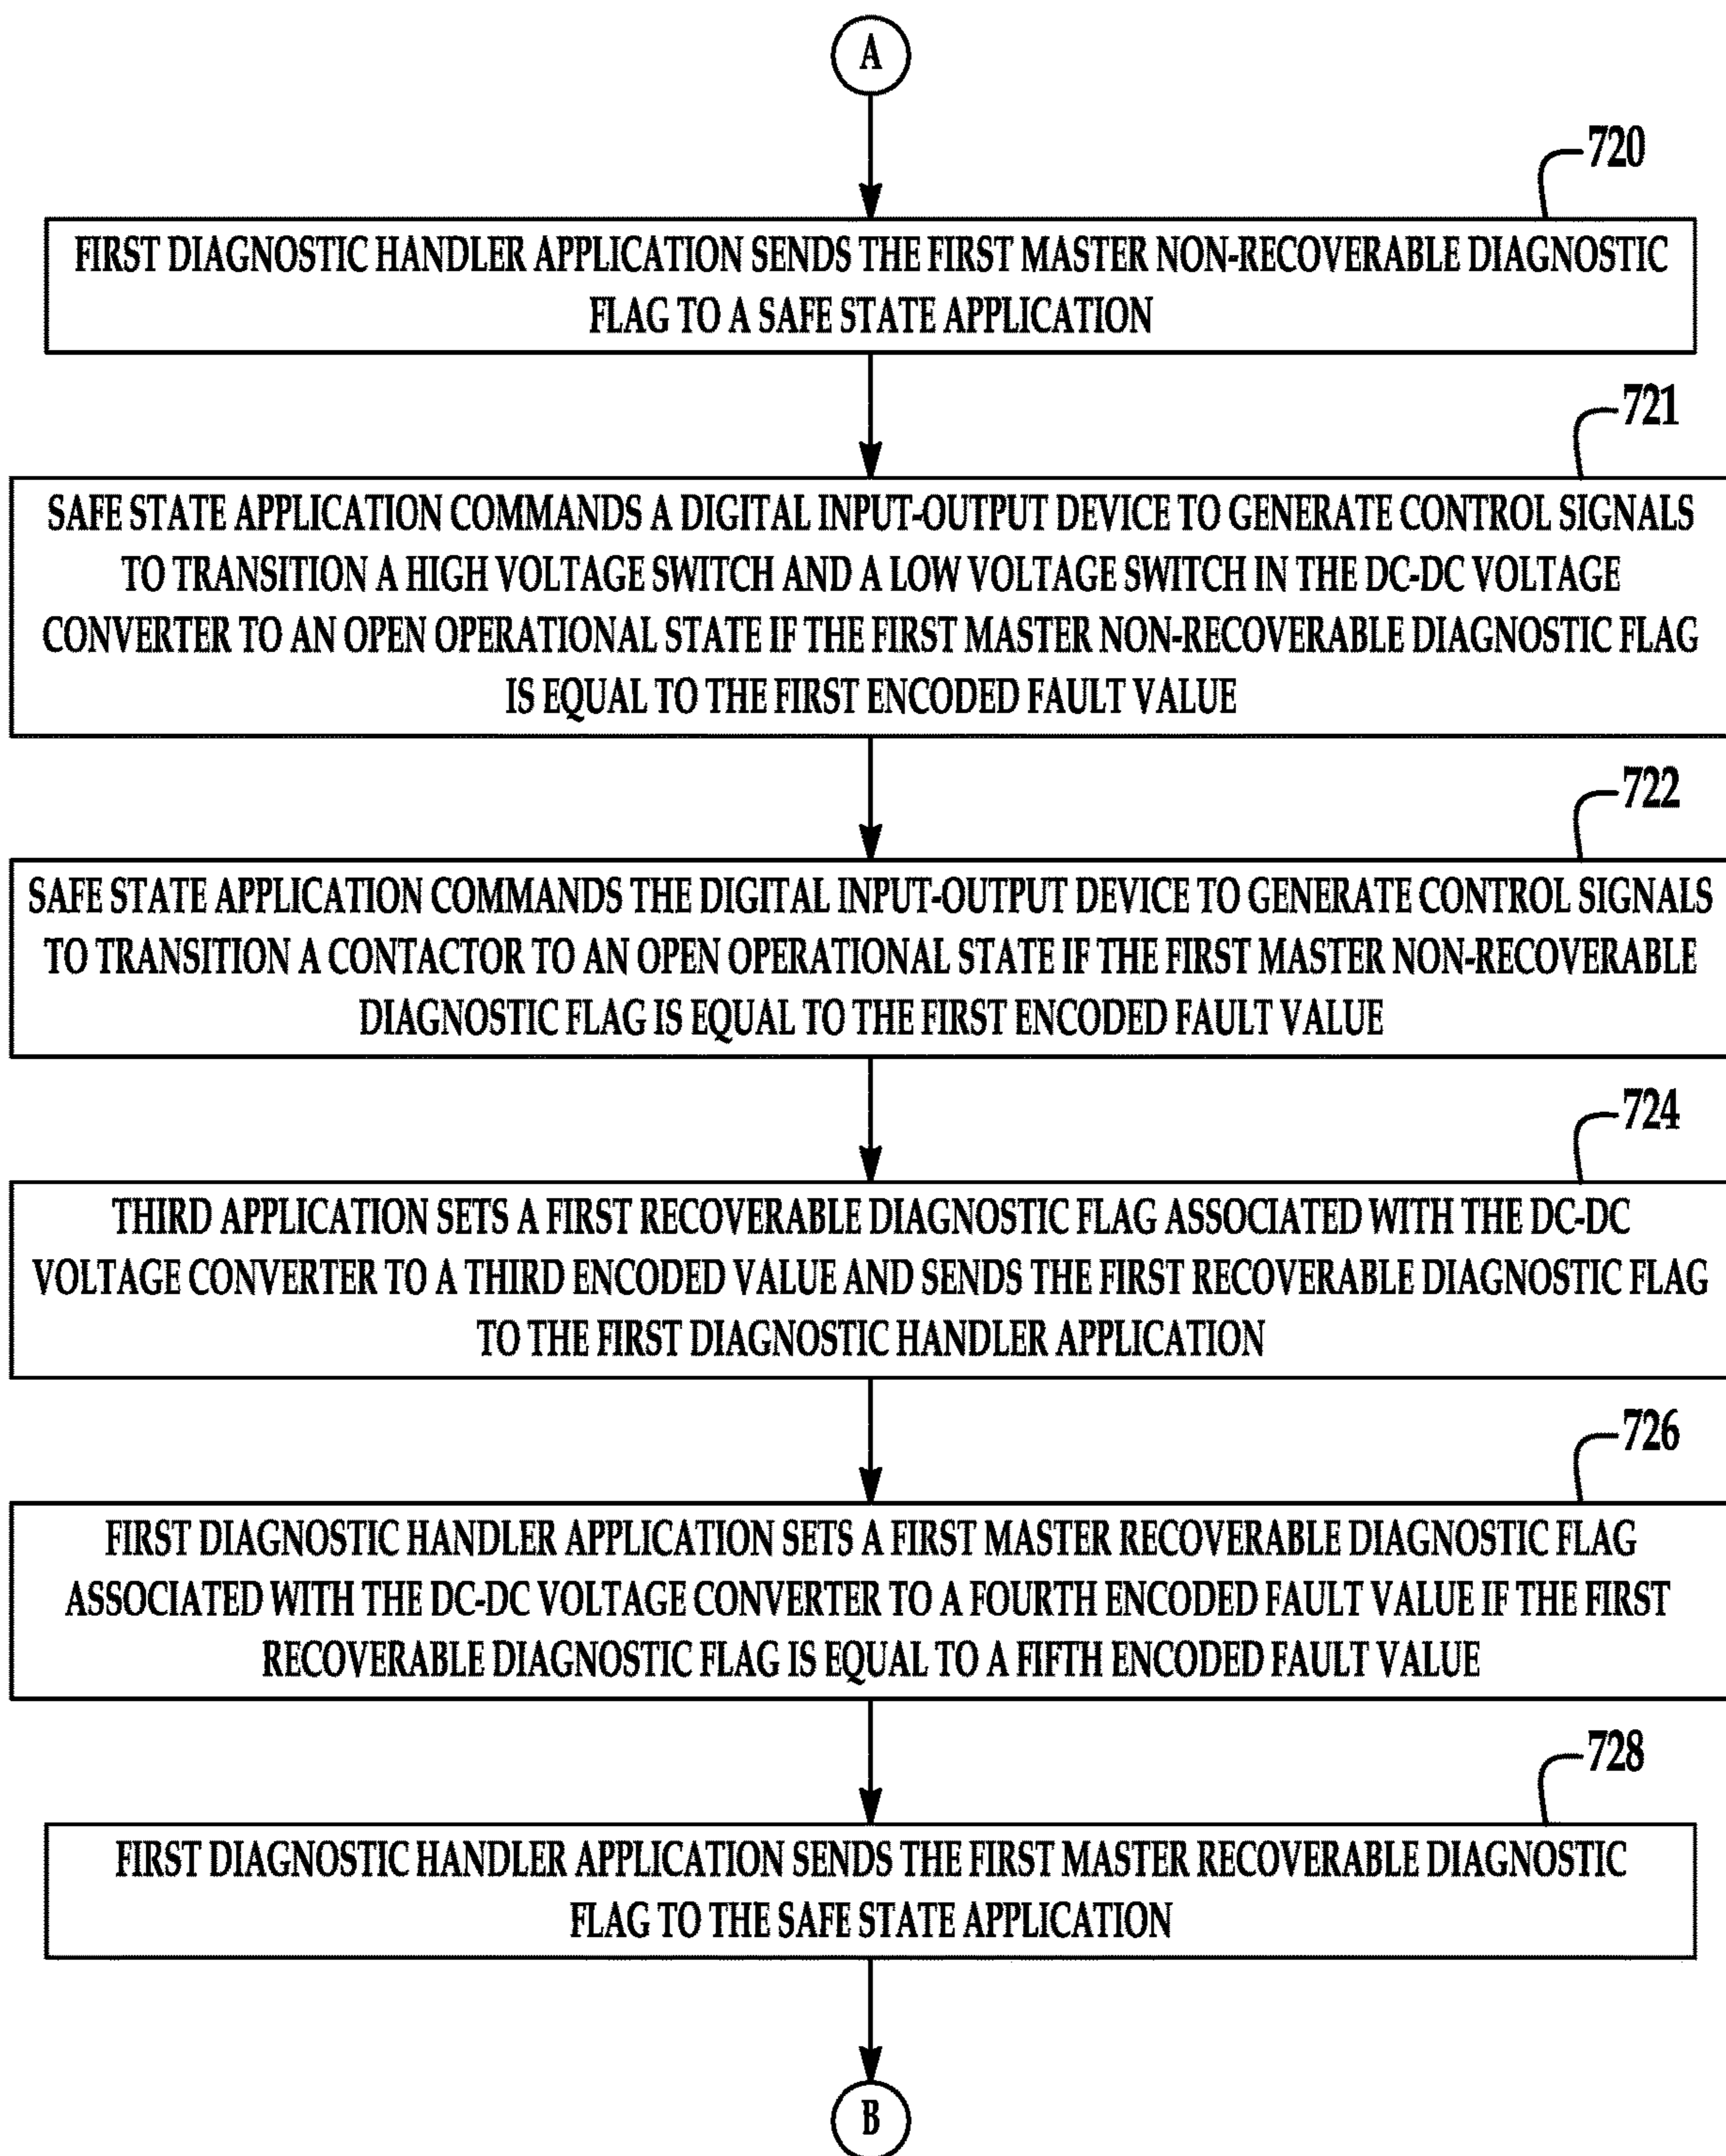 A
720
FIRST DIAGNOSTIC HANDLER APPLICATION SENDS THE FIRST MASTER NON-RECOVERABLE DIAGNOSTIC
FLAG TO A SAFE STATE APPLICATION
721
SAFE STATE APPLICATION COMMANDS A DIGITAL INPUT-OUTPUT DEVICE TO GENERATE CONTROL SIGNALS
TO TRANSITION A HIGH VOLTAGE SWITCH AND A LOW VOLTAGE SWITCH IN THE DC-DC VOLTAGE
CONVERTER TO AN OPEN OPERATIONAL STATE IF THE FIRST MASTER NON-RECOVERABLE DIAGNOSTIC FLAG
IS EQUAL TO THE FIRST ENCODED FAULT VALUE
722
SAFE STATE APPLICATION COMMANDS THE DIGITAL INPUT-OUTPUT DEVICE TO GENERATE CONTROL SIGNALS
TO TRANSITION A CONTACTOR TO AN OPEN OPERATIONAL STATE IF THE FIRST MASTER NON-RECOVERABLE
DIAGNOSTIC FLAG IS EQUAL TO THE FIRST ENCODED FAULT VALUE
724
THIRD APPLICATION SETS A FIRST RECOVERABLE DIAGNOSTIC FLAG ASSOCIATED WITH THE DC-DC
VOLTAGE CONVERTER TO A THIRD ENCODED VALUE AND SENDS THE FIRST RECOVERABLE DIAGNOSTIC FLAG
TO THE FIRST DIAGNOSTIC HANDLER APPLICATION
726
FIRST DIAGNOSTIC HANDLER APPLICATION SETS A FIRST MASTER RECOVERABLE DIAGNOSTIC FLAG
ASSOCIATED WITH THE DC-DC VOLTAGE CONVERTER TO A FOURTH ENCODED FAULT VALUE IF THE FIRST
RECOVERABLE DIAGNOSTIC FLAG IS EQUAL TO A FIFTH ENCODED FAULT VALUE
728
FIRST DIAGNOSTIC HANDLER APPLICATION SENDS THE FIRST MASTER RECOVERABLE DIAGNOSTIC
FLAG TO THE SAFE STATE APPLICATION
B